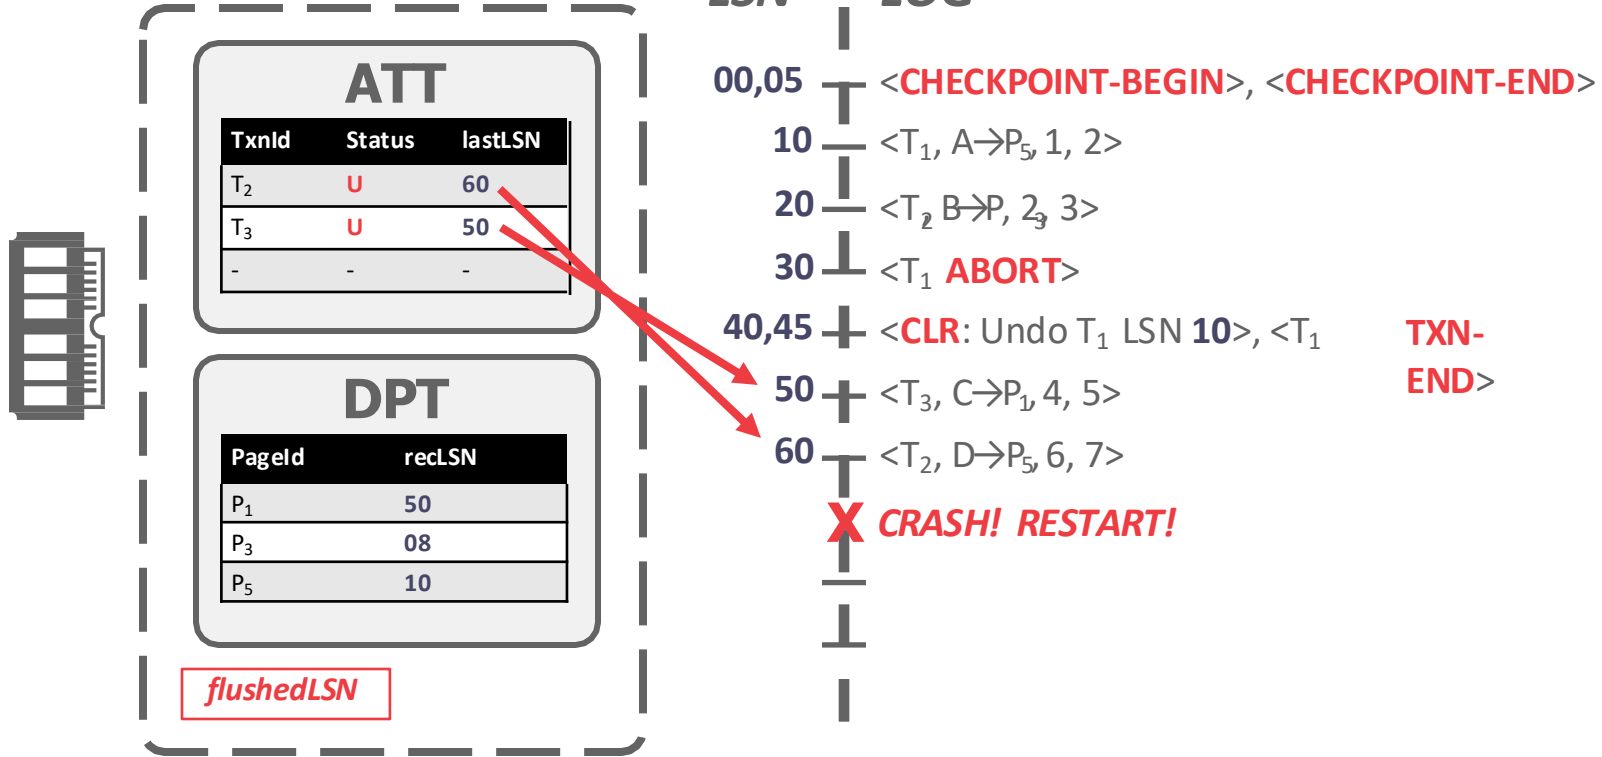 LSN LOG
ATT
TxnId Status lastLSN
T2 U 60
T3 U 50
- - -
DPT
PageId recLSN
P1 50
P3 08
P5 10
flushedLSN
00,05 <CHECKPOINT-BEGIN>, <CHECKPOINT-END>
10 <T1, A→P5, 1, 2>
20 <T2 B→P, 2, 3 3>
30 <T1 ABORT>
40,45 <CLR: Undo T1 LSN 10>, <T1 TXN-
END>
50 <T3, C→P1, 4, 5>
60 <T2, D→P5, 6, 7>
X CRASH! RESTART!